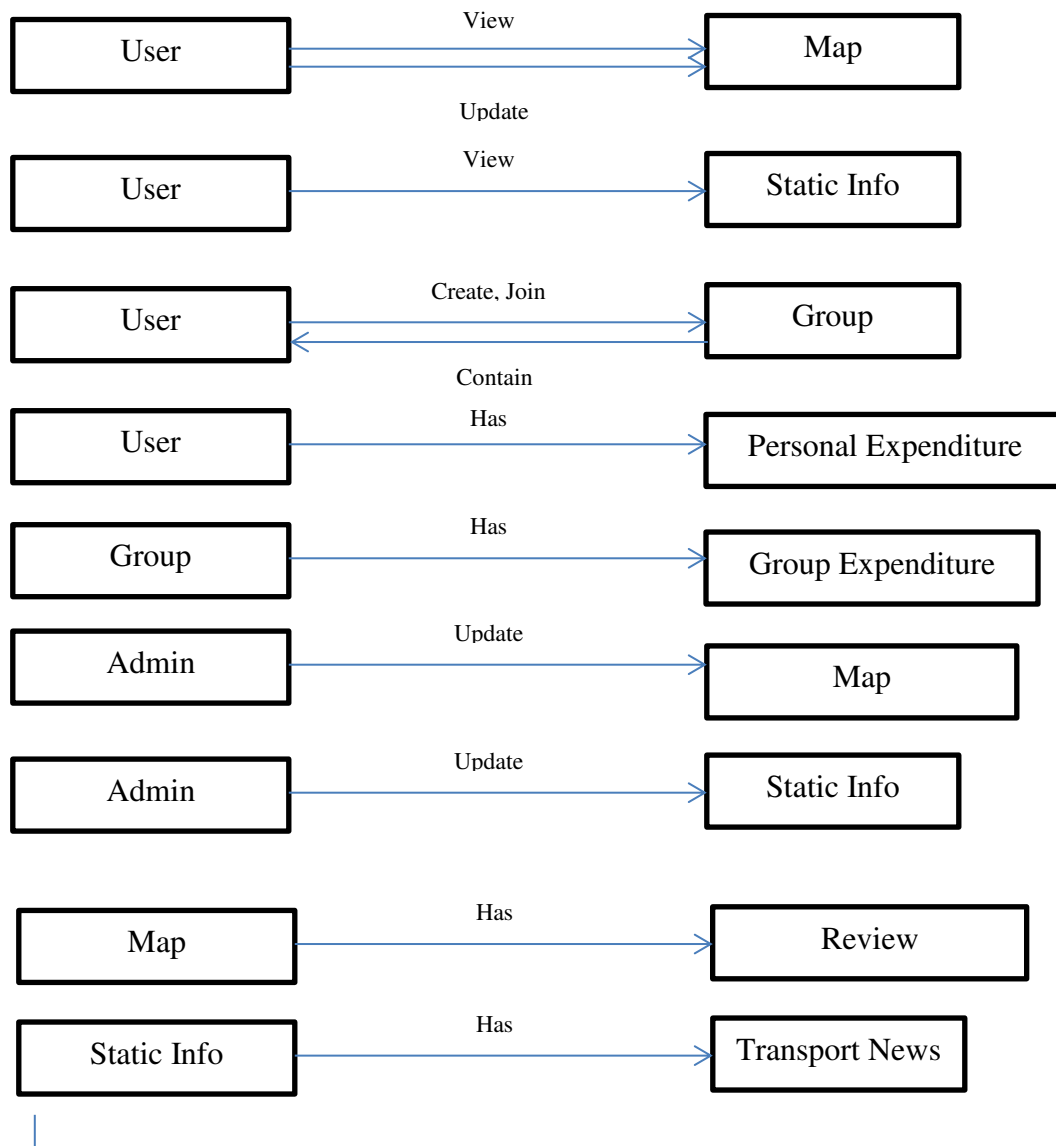 View
User
Map
Update
View
User
Static Info
Create, Join
User
Group
Contain
Has
User
Personal Expenditure
Has
Group
Group Expenditure
Update
Admin
Map
Update
Admin
Static Info
Has
Map
Review
Has
Static Info
Transport News